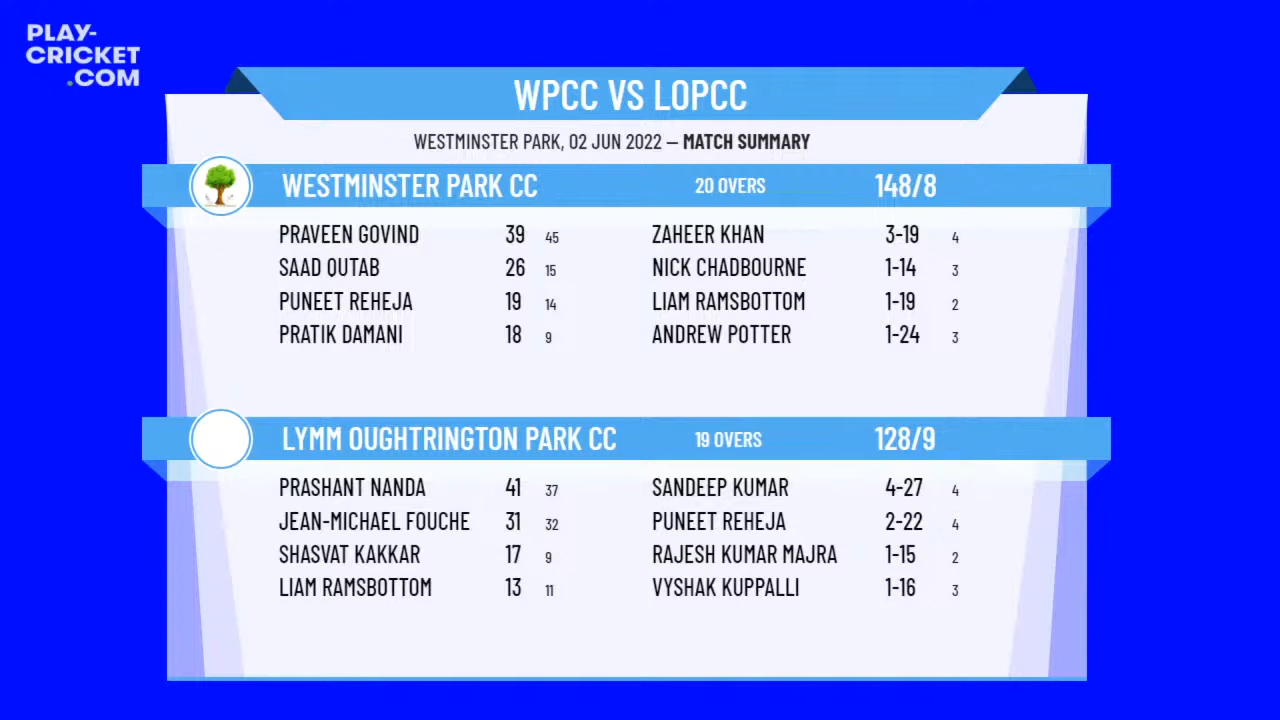 PLAY-
CRICKET
.COM
WPCC VS LOPCC
WESTMINSTER PARK, 02 JUN 2022 – MATCH SUMMARY
WESTMINSTER PARK CC 20 OVERS 148/8
PRAVEEN GOVIND 39 45 ZAHEER KHAN 3-19 4
SAAD QUTAB 26 15 NICK CHADBOURNE 1-14 3
PUNEET REHEJA 19 14 LIAM RAMSBOTTOM 1-19 2
PRATIK DAMANI 18 9 ANDREW POTTER 1-24 3
LYMM OUGHTRINGTON PARK CC 19 OVERS 128/9
PRASHANT NANDA 41 37 SANDEEP KUMAR 4-27 4
JEAN-MICHAEL FOUCHE 31 32 PUNEET REHEJA 2-22 4
SHASVAT KAKKAR 17 9 RAJESH KUMAR MAJRA 1-15 2
LIAM RAMSBOTTOM 13 11 VYSHAK KUPPALLI 1-16 3